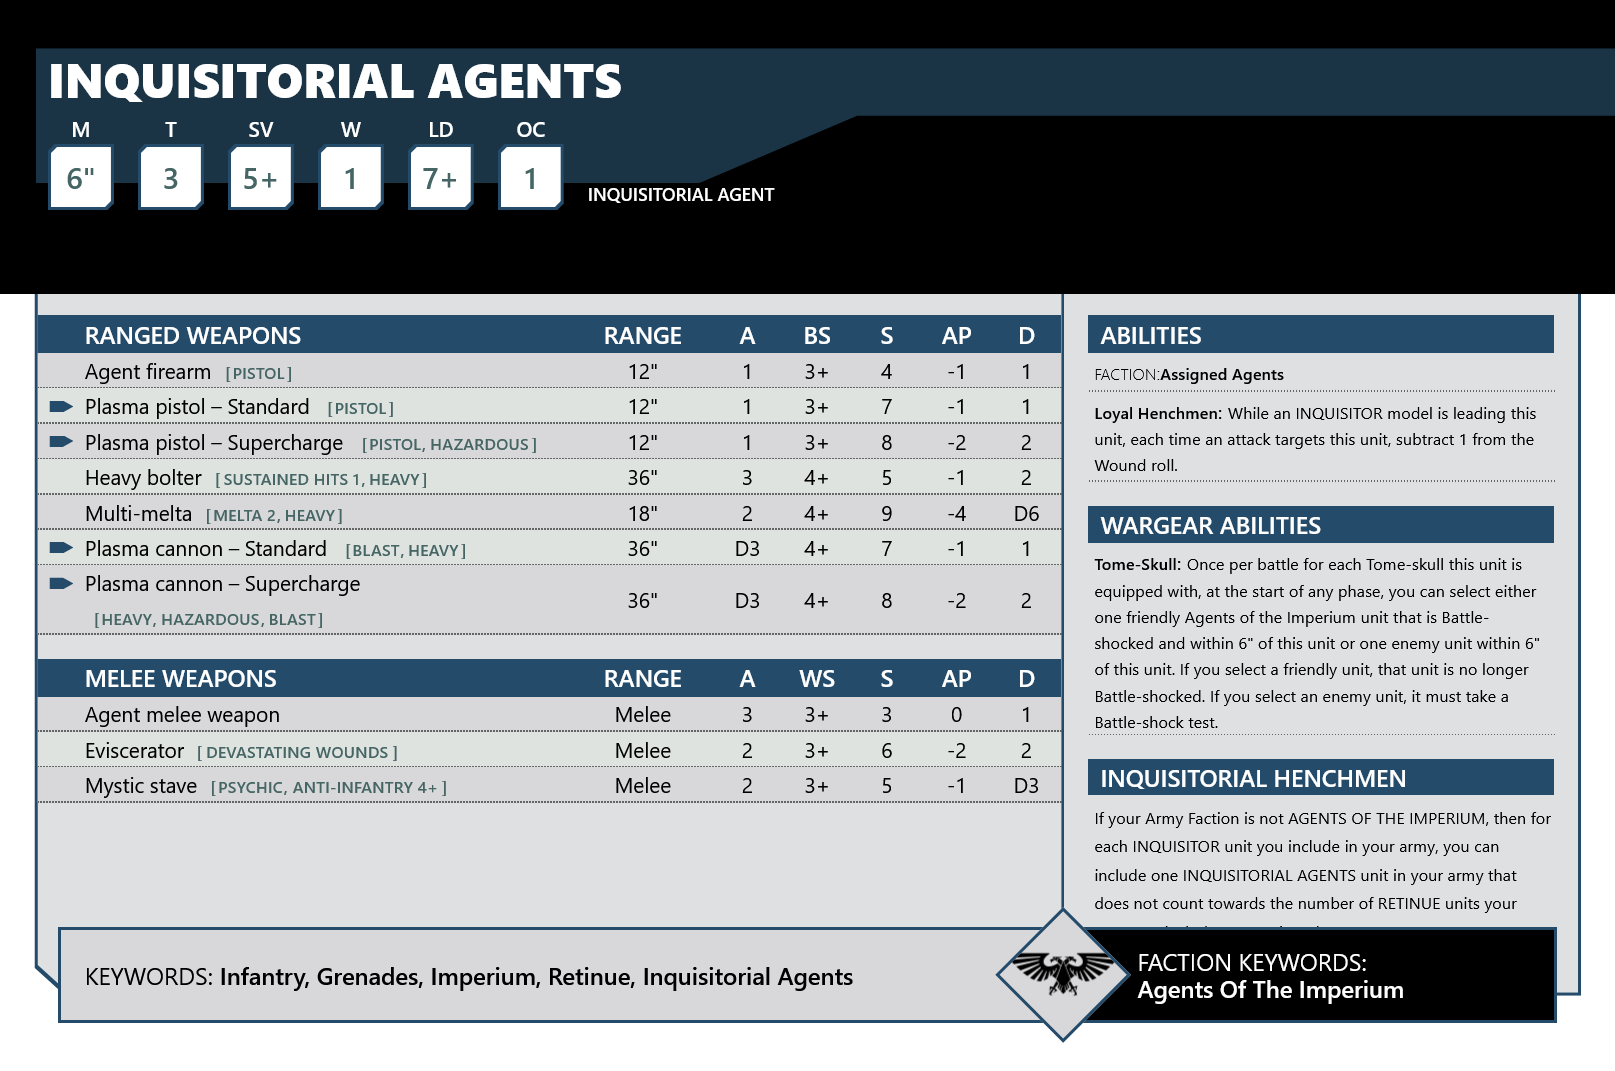 INQUISITORIAL AGENTS
M T SV W LD OC
6" 3 5+ 1 7+ 1
INQUISITORIAL AGENT
RANGED WEAPONS RANGE A BS S AP D
Agent firearm [PISTOL] 12" 1 3+ 4 -1 1
Plasma pistol – Standard [PISTOL] 12" 1 3+ 7 -1 1
Plasma pistol – Supercharge [PISTOL, HAZARDOUS] 12" 1 3+ 8 -2 2
Heavy bolter [SUSTAINED HITS 1, HEAVY] 36" 3 4+ 5 -1 2
Multi-melta [MELTA 2, HEAVY] 18" 2 4+ 9 -4 D6
Plasma cannon – Standard [BLAST, HEAVY] 36" D3 4+ 7 -1 1
Plasma cannon – Supercharge
[HEAVY, HAZARDOUS, BLAST] 36" D3 4+ 8 -2 2
MELEE WEAPONS RANGE A WS S AP D
Agent melee weapon Melee 3 3+ 3 0 1
Eviscerator [DEVASTATING WOUNDS] Melee 2 3+ 6 -2 2
Mystic stave [PSYCHIC, ANTI-INFANTRY 4+] Melee 2 3+ 5 -1 D3
ABILITIES
FACTION:Assigned Agents
Loyal Henchmen: While an INQUISITOR model is leading this
unit, each time an attack targets this unit, subtract 1 from the
Wound roll.
WARGEAR ABILITIES
Tome-Skull: Once per battle for each Tome-skull this unit is
equipped with, at the start of any phase, you can select either
one friendly Agents of the Imperium unit that is Battle-
shocked and within 6" of this unit or one enemy unit within 6"
of this unit. If you select a friendly unit, that unit is no longer
Battle-shocked. If you select an enemy unit, it must take a
Battle-shock test.
INQUISITORIAL HENCHMEN
If your Army Faction is not AGENTS OF THE IMPERIUM, then for
each INQUISITOR unit you include in your army, you can
include one INQUISITORIAL AGENTS unit in your army that
does not count towards the number of RETINUE units your
KEYWORDS: Infantry, Grenades, Imperium, Retinue, Inquisitorial Agents
FACTION KEYWORDS:
Agents Of The Imperium